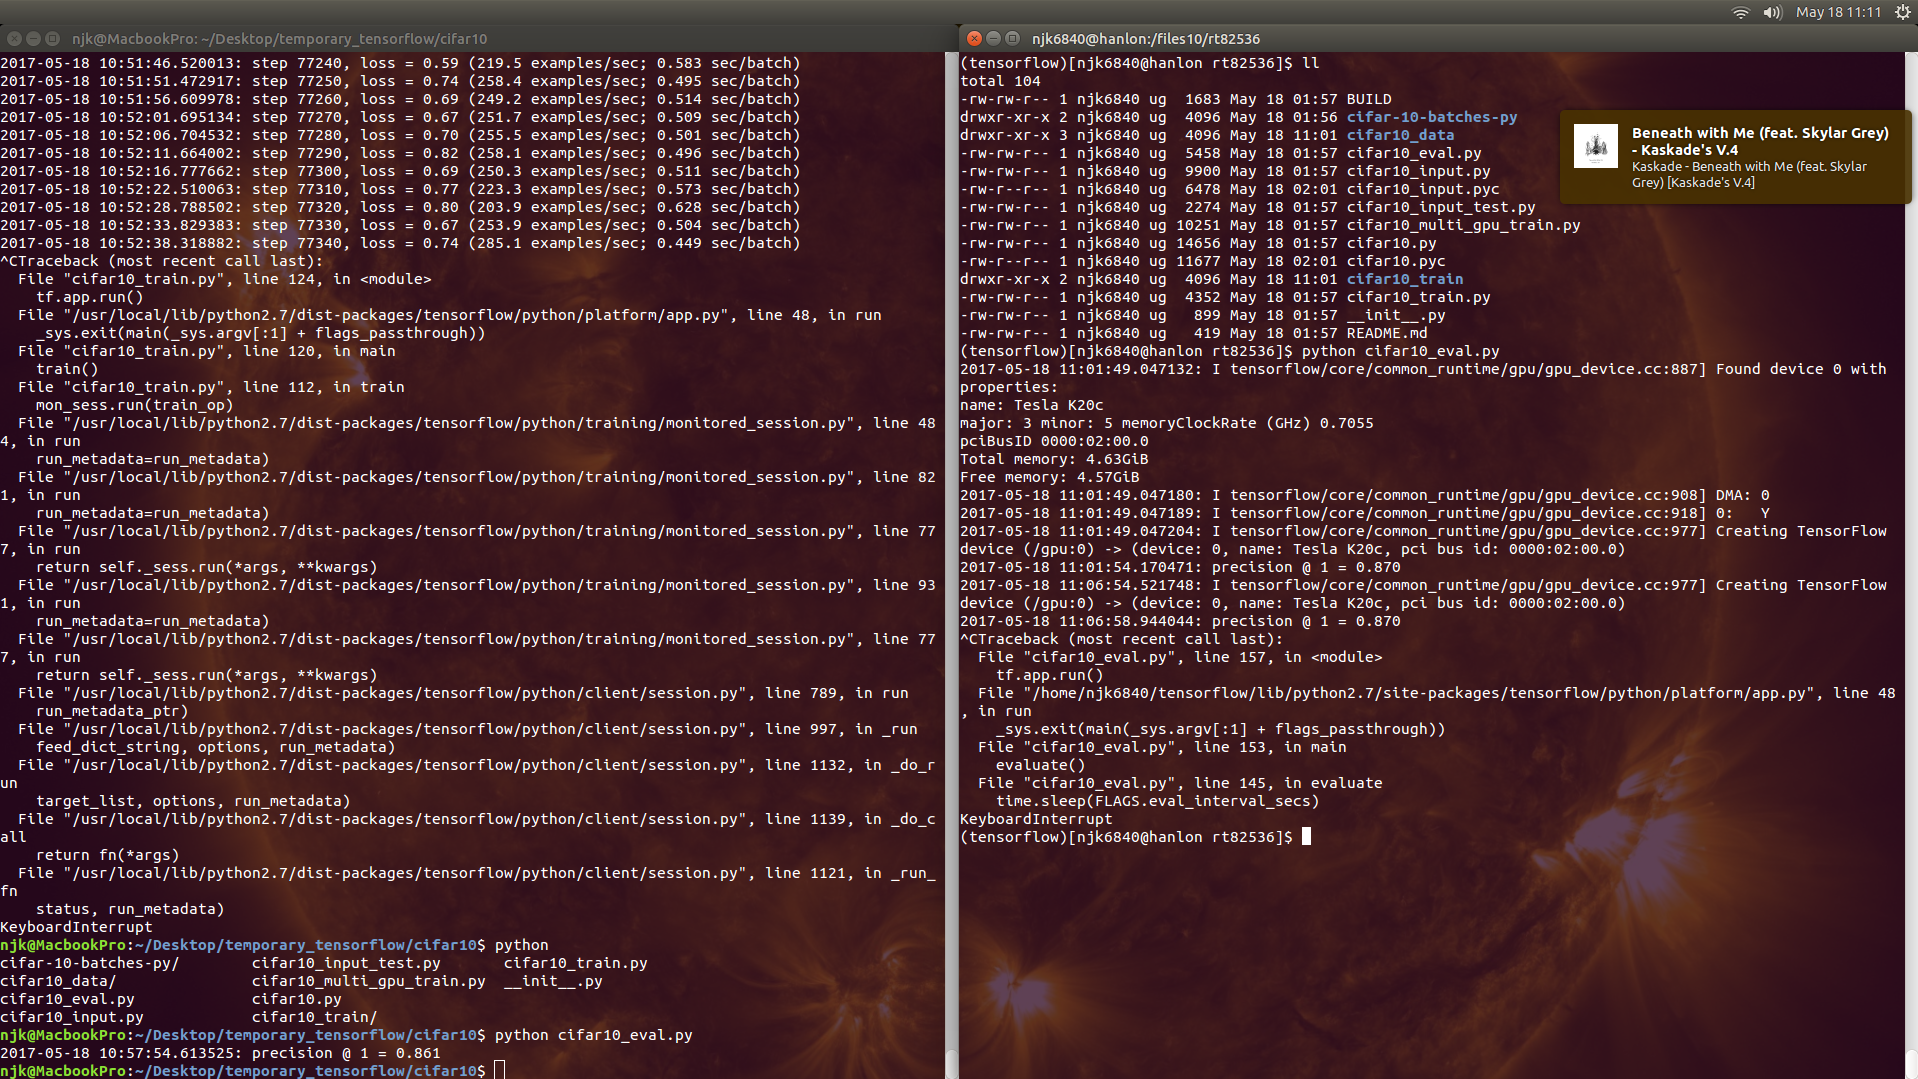 May 18 11:11
njk@MacbookPro: ~/Desktop/temporary_tensorflow/cifar10
2017-05-18 10:51:46.520013: step 77240, loss = 0.59 (219.5 examples/sec; 0.583 sec/batch)
2017-05-18 10:51:51.472917: step 77250, loss = 0.74 (258.4 examples/sec; 0.495 sec/batch)
2017-05-18 10:51:56.609978: step 77260, loss = 0.69 (249.2 examples/sec; 0.514 sec/batch)
2017-05-18 10:52:01.695134: step 77270, loss = 0.67 (251.7 examples/sec; 0.509 sec/batch)
2017-05-18 10:52:06.704532: step 77280, loss = 0.70 (255.5 examples/sec; 0.501 sec/batch)
2017-05-18 10:52:11.664002: step 77290, loss = 0.82 (258.1 examples/sec; 0.496 sec/batch)
2017-05-18 10:52:16.777662: step 77300, loss = 0.69 (250.3 examples/sec; 0.511 sec/batch)
2017-05-18 10:52:22.510063: step 77310, loss = 0.77 (223.3 examples/sec; 0.573 sec/batch)
2017-05-18 10:52:28.788502: step 77320, loss = 0.80 (203.9 examples/sec; 0.628 sec/batch)
2017-05-18 10:52:33.829383: step 77330, loss = 0.67 (253.9 examples/sec; 0.504 sec/batch)
2017-05-18 10:52:38.318882: step 77340, loss = 0.74 (285.1 examples/sec; 0.449 sec/batch)
^CTraceback (most recent call last):
  File "cifar10_train.py", line 124, in <module>
    tf.app.run()
  File "/usr/local/lib/python2.7/dist-packages/tensorflow/python/platform/app.py", line 48, in run
    _sys.exit(main(_sys.argv[:1] + flags_passthrough))
  File "cifar10_train.py", line 120, in main
    train()
  File "cifar10_train.py", line 112, in train
    mon_sess.run(train_op)
  File "/usr/local/lib/python2.7/dist-packages/tensorflow/python/training/monitored_session.py", line 48
4, in run
    run_metadata=run_metadata)
  File "/usr/local/lib/python2.7/dist-packages/tensorflow/python/training/monitored_session.py", line 82
1, in run
    run_metadata=run_metadata)
  File "/usr/local/lib/python2.7/dist-packages/tensorflow/python/training/monitored_session.py", line 77
7, in run
    return self._sess.run(*args, **kwargs)
  File "/usr/local/lib/python2.7/dist-packages/tensorflow/python/training/monitored_session.py", line 93
1, in run
    run_metadata=run_metadata)
  File "/usr/local/lib/python2.7/dist-packages/tensorflow/python/training/monitored_session.py", line 77
7, in run
    return self._sess.run(*args, **kwargs)
  File "/usr/local/lib/python2.7/dist-packages/tensorflow/python/client/session.py", line 789, in run
    run_metadata_ptr)
  File "/usr/local/lib/python2.7/dist-packages/tensorflow/python/client/session.py", line 997, in _run
    feed_dict_string, options, run_metadata)
  File "/usr/local/lib/python2.7/dist-packages/tensorflow/python/client/session.py", line 1132, in _do_r
un
    target_list, options, run_metadata)
  File "/usr/local/lib/python2.7/dist-packages/tensorflow/python/client/session.py", line 1139, in _do_c
all
    return fn(*args)
  File "/usr/local/lib/python2.7/dist-packages/tensorflow/python/client/session.py", line 1121, in _run_
fn
    status, run_metadata)
KeyboardInterrupt
njk@MacbookPro:~/Desktop/temporary_tensorflow/cifar10$ python
cifar-10-batches-py/        cifar10_input_test.py       cifar10_train.py
cifar10_data/               cifar10_multi_gpu_train.py  __init__.py
cifar10_eval.py             cifar10.py
cifar10_input.py            cifar10_train/
njk@MacbookPro:~/Desktop/temporary_tensorflow/cifar10$ python cifar10_eval.py
2017-05-18 10:57:54.613525: precision @ 1 = 0.861
njk@MacbookPro:~/Desktop/temporary_tensorflow/cifar10$
njk6840@hanlon:/files10/rt82536
(tensorflow)[njk6840@hanlon rt82536]$ ll
total 104
-rw-rw-r-- 1 njk6840 ug  1683 May 18 01:57 BUILD
drwxr-xr-x 2 njk6840 ug  4096 May 18 01:56 cifar-10-batches-py
drwxr-xr-x 3 njk6840 ug  4096 May 18 11:01 cifar10_data
-rw-rw-r-- 1 njk6840 ug  5458 May 18 01:57 cifar10_eval.py
-rw-rw-r-- 1 njk6840 ug  9900 May 18 01:57 cifar10_input.py
-rw-r--r-- 1 njk6840 ug  6478 May 18 02:01 cifar10_input.pyc
-rw-rw-r-- 1 njk6840 ug  2274 May 18 01:57 cifar10_input_test.py
-rw-rw-r-- 1 njk6840 ug 10251 May 18 01:57 cifar10_multi_gpu_train.py
-rw-rw-r-- 1 njk6840 ug 14656 May 18 01:57 cifar10.py
-rw-r--r-- 1 njk6840 ug 11677 May 18 02:01 cifar10.pyc
drwxr-xr-x 2 njk6840 ug  4096 May 18 11:01 cifar10_train
-rw-rw-r-- 1 njk6840 ug  4352 May 18 01:57 cifar10_train.py
-rw-rw-r-- 1 njk6840 ug   899 May 18 01:57 __init__.py
-rw-rw-r-- 1 njk6840 ug   419 May 18 01:57 README.md
(tensorflow)[njk6840@hanlon rt82536]$ python cifar10_eval.py
2017-05-18 11:01:49.047132: I tensorflow/core/common_runtime/gpu/gpu_device.cc:887] Found device 0 with
properties:
name: Tesla K20c
major: 3 minor: 5 memoryClockRate (GHz) 0.7055
pciBusID 0000:02:00.0
Total memory: 4.63GiB
Free memory: 4.57GiB
2017-05-18 11:01:49.047180: I tensorflow/core/common_runtime/gpu/gpu_device.cc:908] DMA: 0
2017-05-18 11:01:49.047189: I tensorflow/core/common_runtime/gpu/gpu_device.cc:918] 0:   Y
2017-05-18 11:01:49.047204: I tensorflow/core/common_runtime/gpu/gpu_device.cc:977] Creating TensorFlow
device (/gpu:0) -> (device: 0, name: Tesla K20c, pci bus id: 0000:02:00.0)
2017-05-18 11:01:54.170471: precision @ 1 = 0.870
2017-05-18 11:06:54.521748: I tensorflow/core/common_runtime/gpu/gpu_device.cc:977] Creating TensorFlow
device (/gpu:0) -> (device: 0, name: Tesla K20c, pci bus id: 0000:02:00.0)
2017-05-18 11:06:58.944044: precision @ 1 = 0.870
^CTraceback (most recent call last):
  File "cifar10_eval.py", line 157, in <module>
    tf.app.run()
  File "/home/njk6840/tensorflow/lib/python2.7/site-packages/tensorflow/python/platform/app.py", line 48
, in run
    _sys.exit(main(_sys.argv[:1] + flags_passthrough))
  File "cifar10_eval.py", line 153, in main
    evaluate()
  File "cifar10_eval.py", line 145, in evaluate
    time.sleep(FLAGS.eval_interval_secs)
KeyboardInterrupt
(tensorflow)[njk6840@hanlon rt82536]$
Beneath with Me (feat. Skylar Grey)
- Kaskade's V.4
Kaskade - Beneath with Me (feat. Skylar
Grey) [Kaskade's V.4]